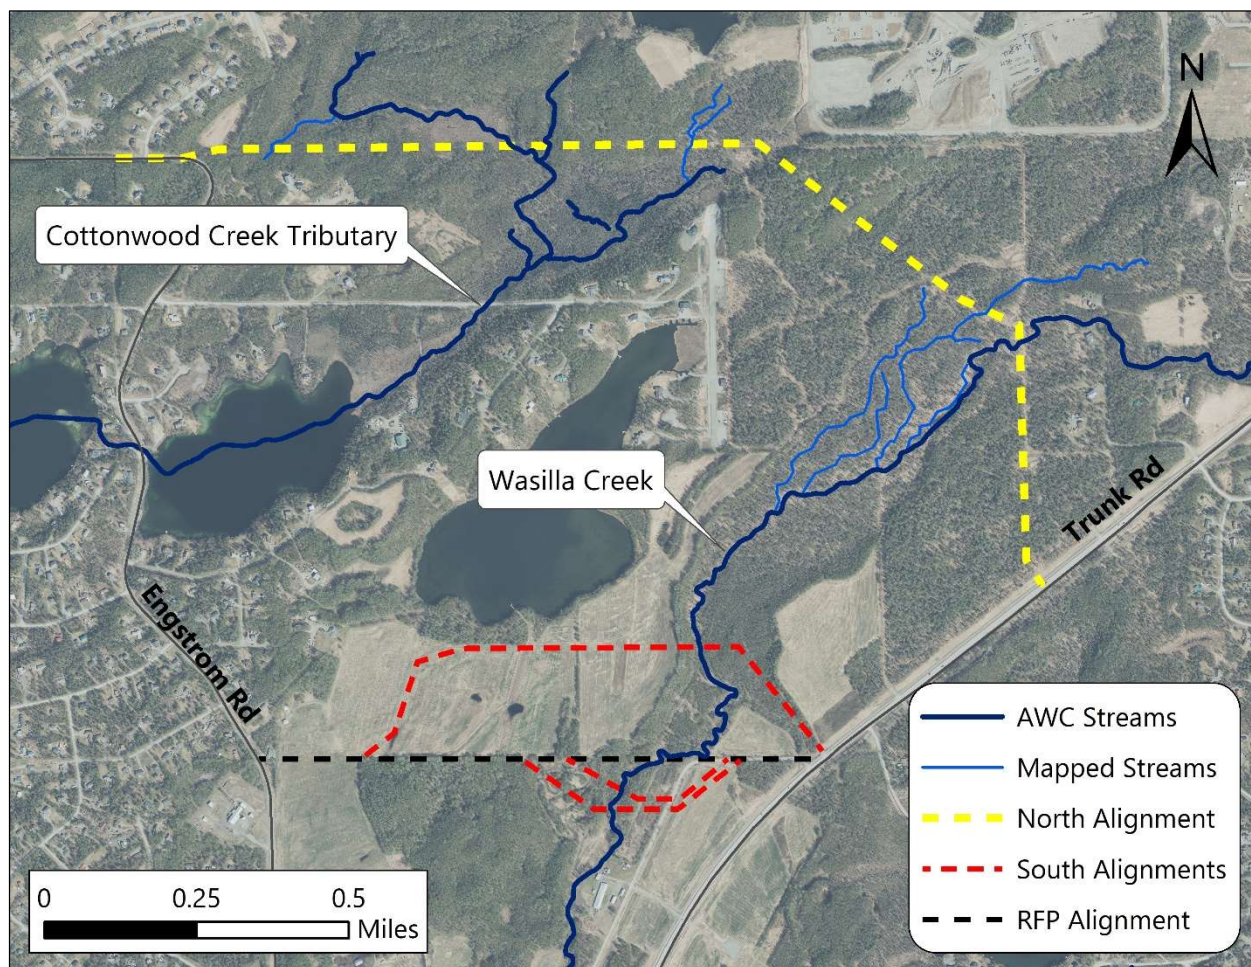 N
Cottonwood Creek Tributary
Wasilla Creek
Trunk Rd
Engstrom Rd
AWC Streams
Mapped Streams
North Alignment
South Alignments
RFP Alignment
0 0.25 0.5
Miles